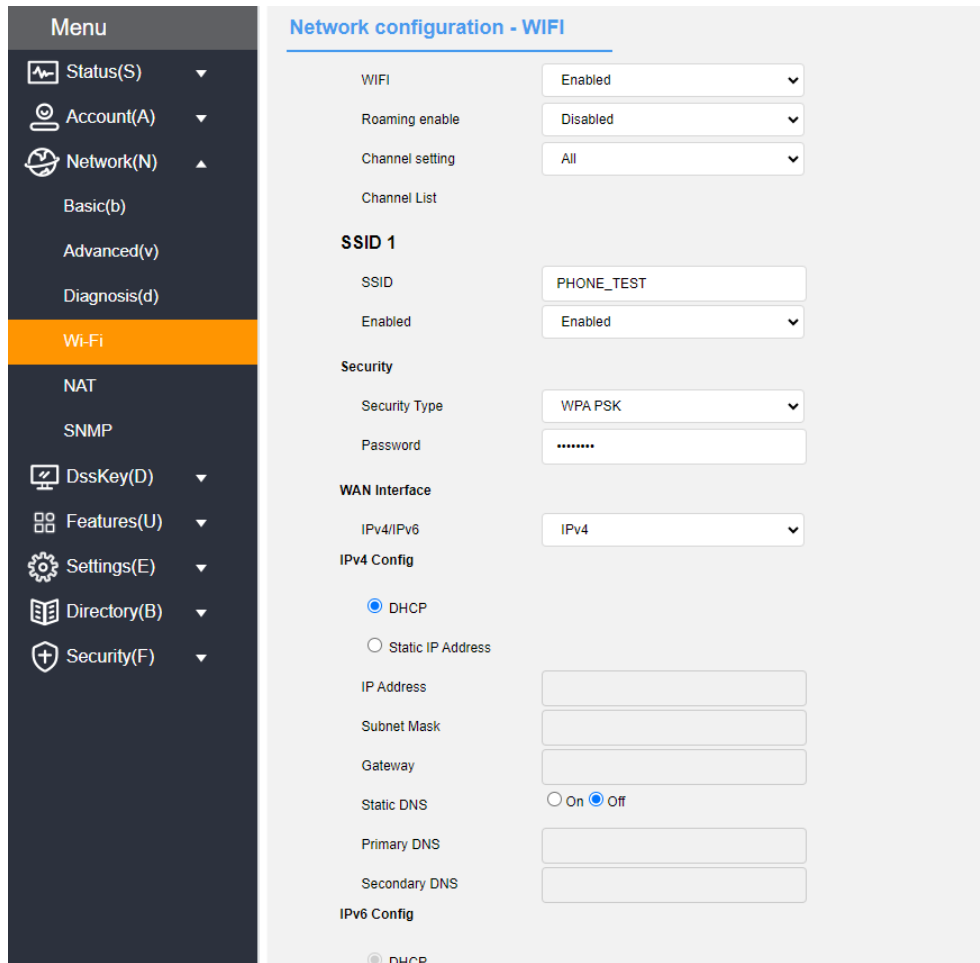 Menu
Status(S)
Account(A)
Network(N)
Basic(b)
Advanced(v)
Diagnosis(d)
Wi-Fi
NAT
SNMP
DssKey(D)
Features(U)
Settings(E)
Directory(B)
Security(F)
Network configuration - WIFI
WIFI Enabled
Roaming enable Disabled
Channel setting All
Channel List
SSID 1
SSID PHONE_TEST
Enabled Enabled
Security
Security Type WPA PSK
Password ••••••••
WAN Interface
IPv4/IPv6 IPv4
IPv4 Config
DHCP
Static IP Address
IP Address
Subnet Mask
Gateway
Static DNS On Off
Primary DNS
Secondary DNS
IPv6 Config
DHCP